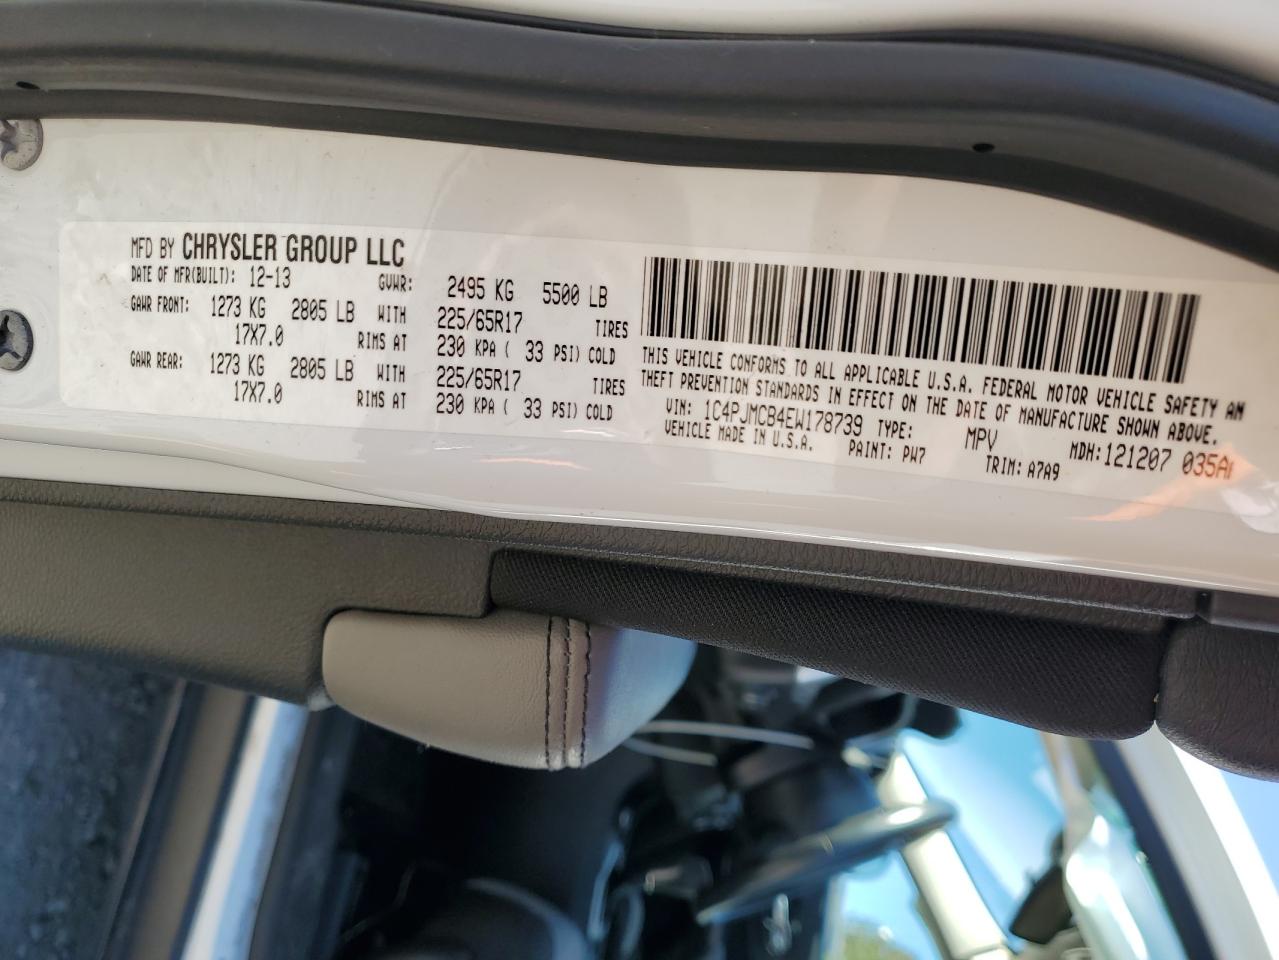 MFD BY CHRYSLER GROUP LLC
DATE OF MFR(BUILT): 12-13 GVWR: 2495 KG 5500 LB
GAWR FRONT: 1273 KG 2805 LB WITH 225/65R17 TIRES
17X7.0 RIMS AT 230 KPA ( 33 PSI) COLD
GAWR REAR: 1273 KG 2805 LB WITH 225/65R17 TIRES
17X7.0 RIMS AT 230 KPA ( 33 PSI) COLD
THIS VEHICLE CONFORMS TO ALL APPLICABLE U.S.A. FEDERAL MOTOR VEHICLE SAFETY AN
THEFT PREVENTION STANDARDS IN EFFECT ON THE DATE OF MANUFACTURE SHOWN ABOVE.
VIN: 1C4PJMCB4EW178739 TYPE: MPV MDH: 121207 035A
VEHICLE MADE IN U.S.A. PAINT: PW7 TRIM: A7A9